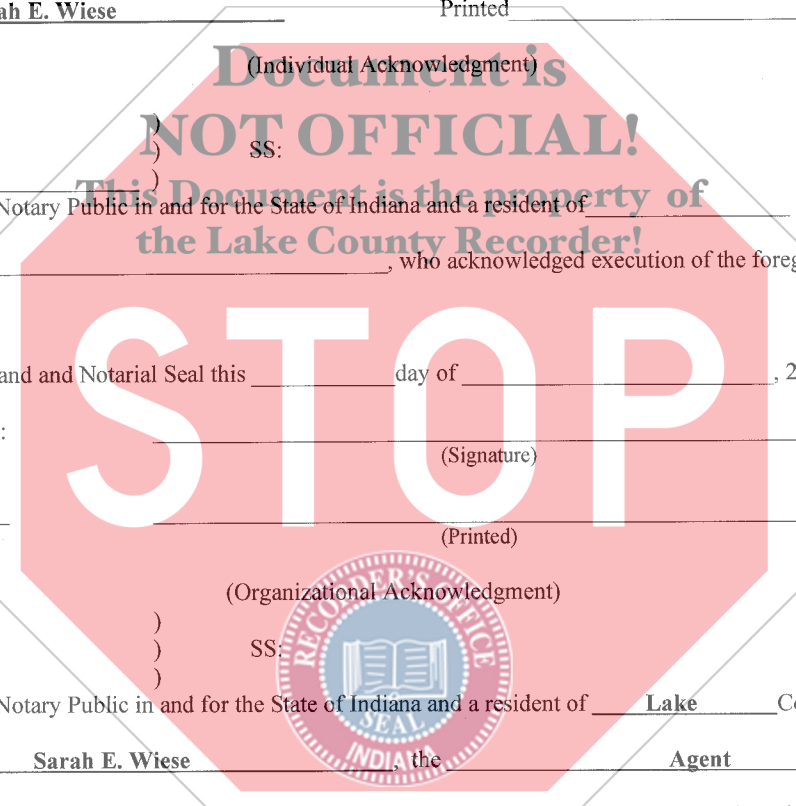 ah E. Wiese Printed
(Individual Acknowledgment)
Document is
NOT OFFICIAL!
) SS:
)
)
This Document is the property of
Notary Public in and for the State of Indiana and a resident of
the Lake County Recorder!
, who acknowledged execution of the foreg
STOP
and and Notarial Seal this day of , 2
:
(Signature)
(Printed)
(Organizational Acknowledgment)
)
) SS:
)
RECORDER'S OFFICE
SEAL
INDIANA
Notary Public in and for the State of Indiana and a resident of Lake Co
Sarah E. Wiese , the Agent